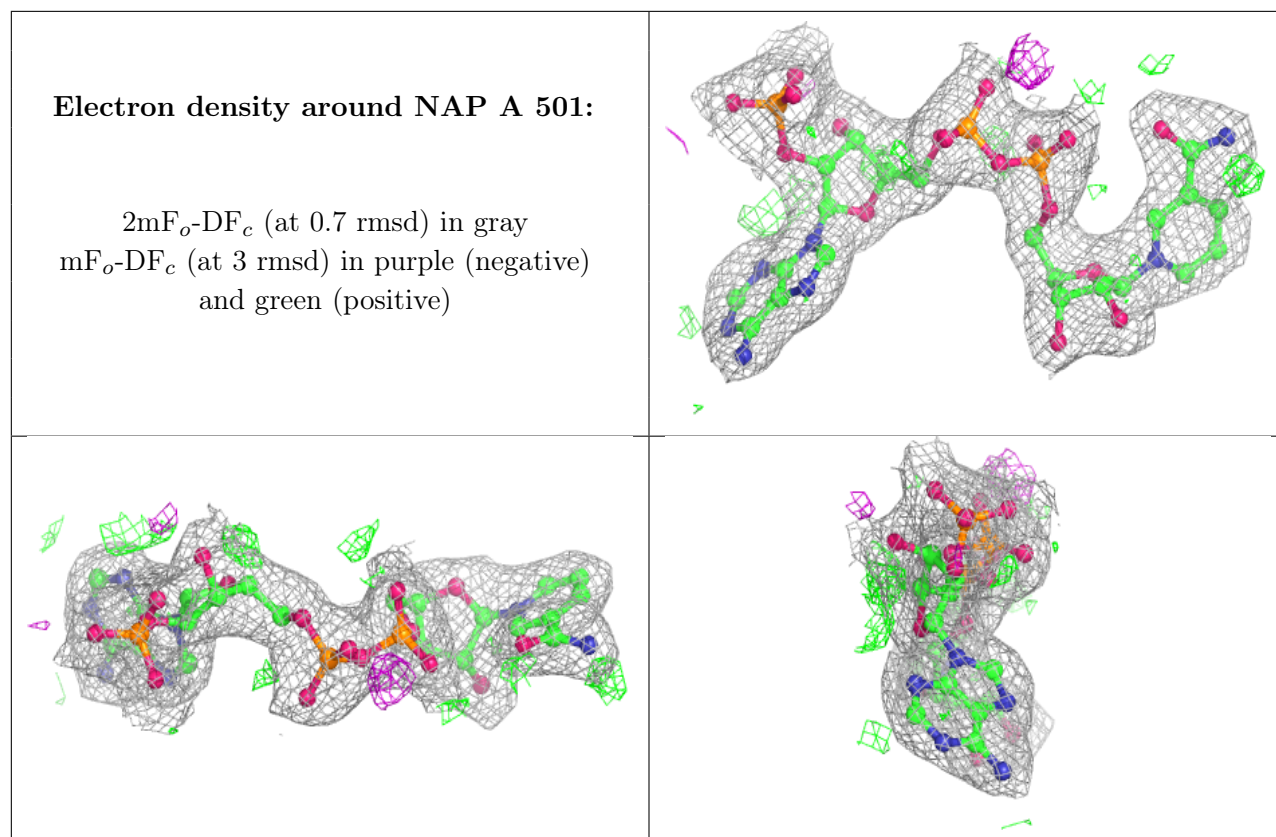 Electron density around NAP A 501:
2mFo-DFc (at 0.7 rmsd) in gray
mFo-DFc (at 3 rmsd) in purple (negative)
and green (positive)